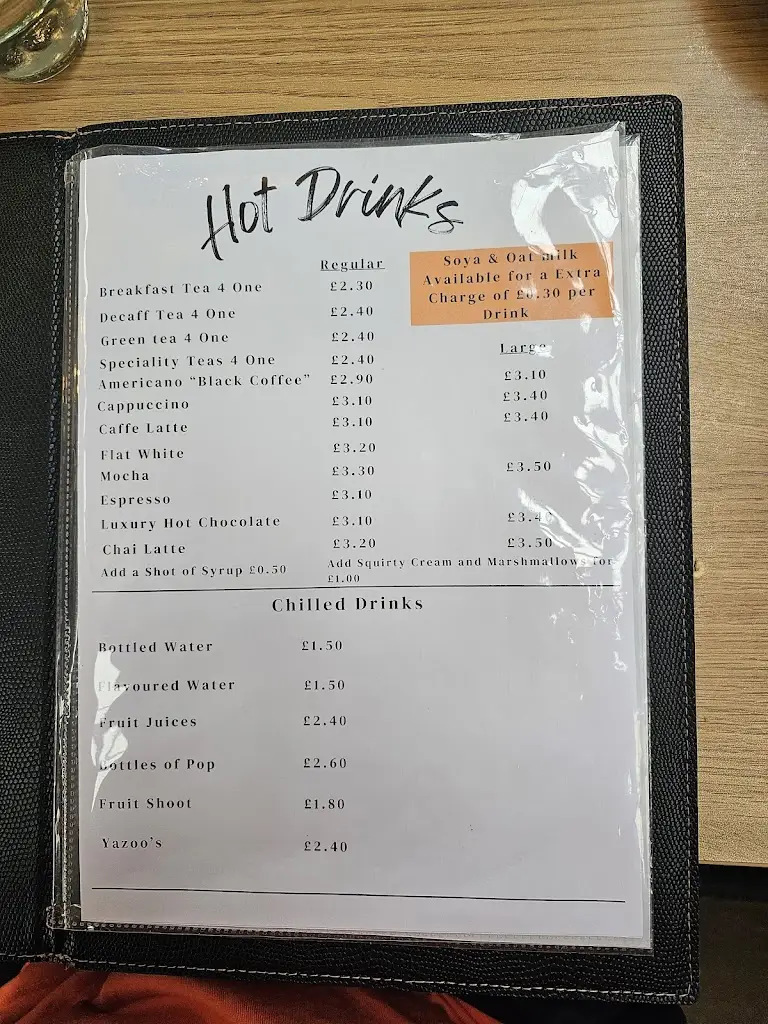 Hot Drinks
Regular
Soya & Oat milk
Available for a Extra
Charge of £0.30 per
Drink
Large
Breakfast Tea 4 One £2.30
Decaff Tea 4 One £2.40
Green tea 4 One £2.40
Speciality Teas 4 One £2.40
Americano "Black Coffee" £2.90 £3.10
Cappuccino £3.10 £3.40
Caffe Latte £3.10 £3.40
Flat White £3.20
Mocha £3.30 £3.50
Espresso £3.10
Luxury Hot Chocolate £3.10 £3.40
Chai Latte £3.20 £3.50
Add a Shot of Syrup £0.50
Add Squirty Cream and Marshmallows for
£1.00
Chilled Drinks
Bottled Water £1.50
Flavoured Water £1.50
Fruit Juices £2.40
Bottles of Pop £2.60
Fruit Shoot £1.80
Yazoo's £2.40